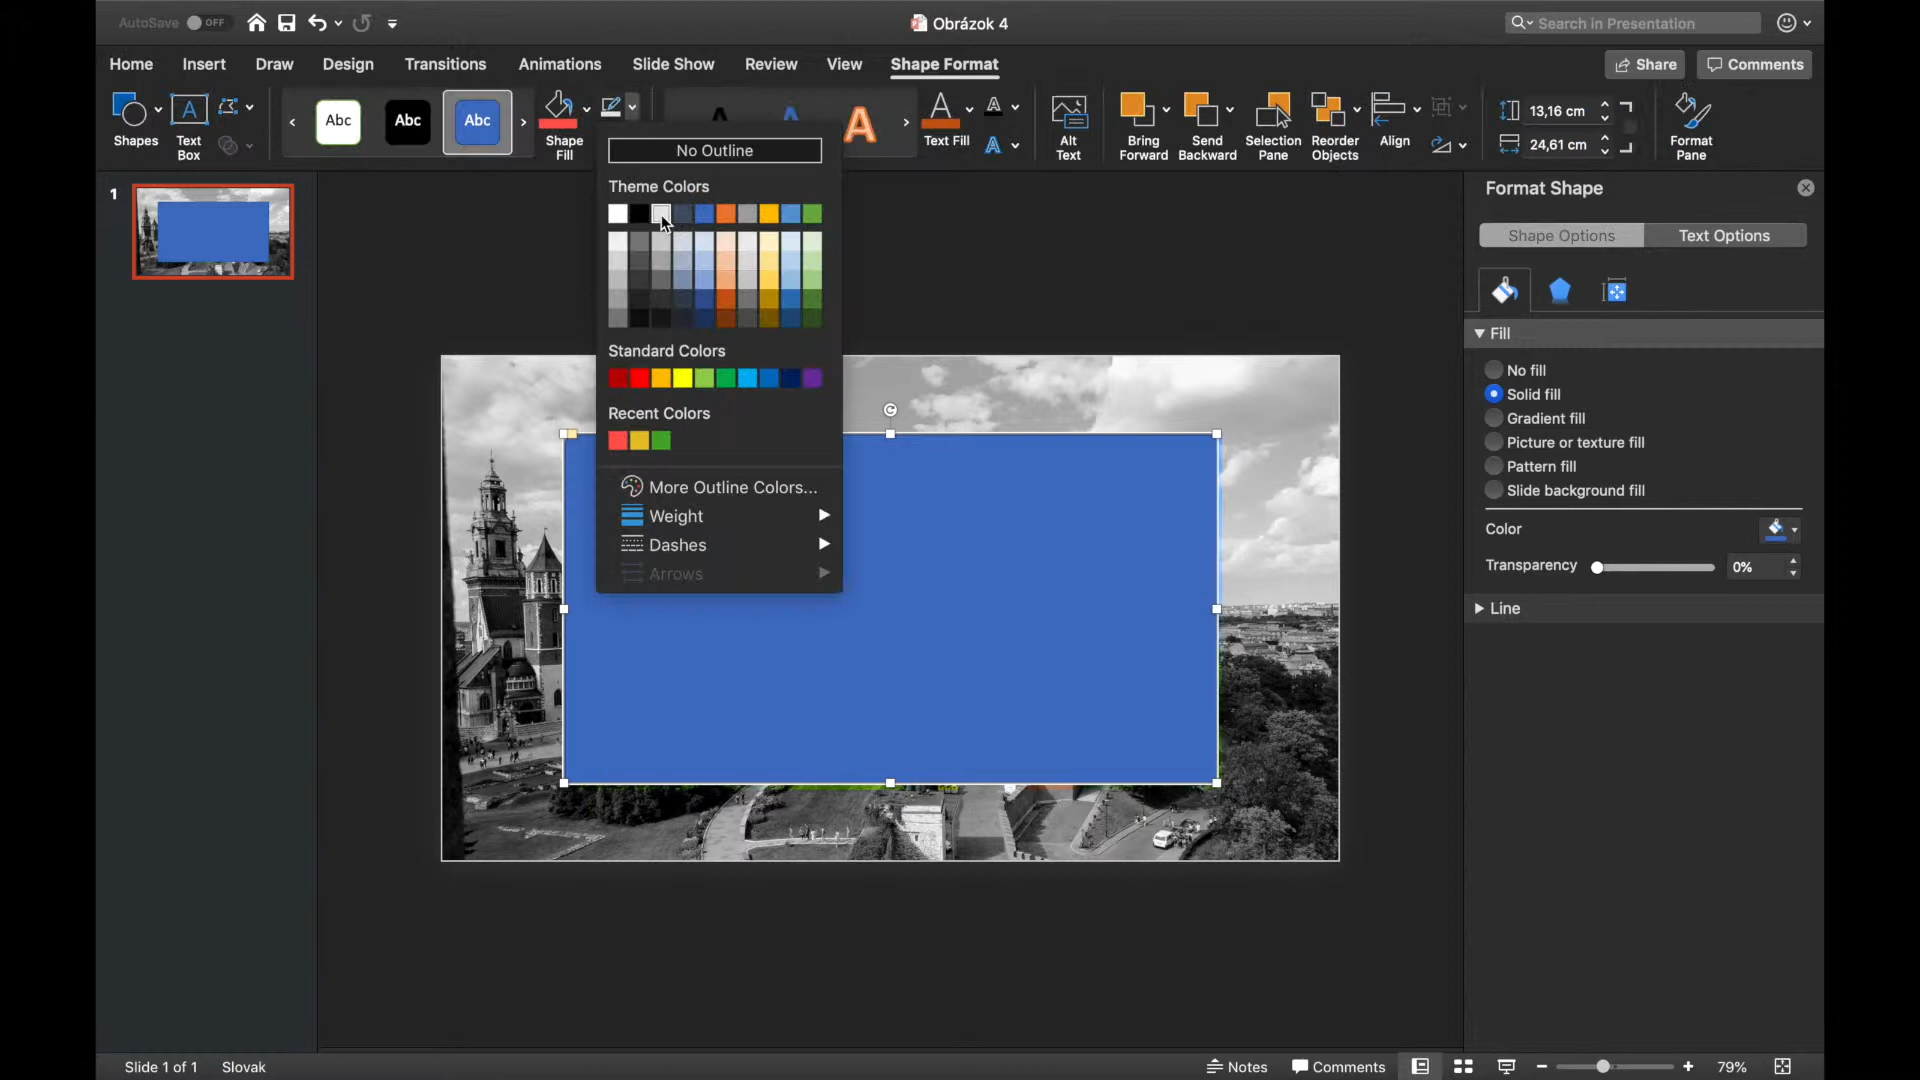 AutoSave OFF
Obrázok 4
Search in Presentation
Home Insert Draw Design Transitions Animations Slide Show Review View Shape Format
Share Comments
Abc Abc Abc
A A A
13,16 cm
24,61 cm
Shapes
Text Box
Shape Fill
Text Fill
Alt Text
Bring Forward
Send Backward
Selection Pane
Reorder Objects
Align
Format Pane
No Outline
Theme Colors
Standard Colors
Recent Colors
More Outline Colors...
Weight
Dashes
Arrows
1
Format Shape
Shape Options Text Options
Fill
No fill
Solid fill
Gradient fill
Picture or texture fill
Pattern fill
Slide background fill
Color
Transparency 0%
Line
Slide 1 of 1 Slovak
Notes Comments 79%